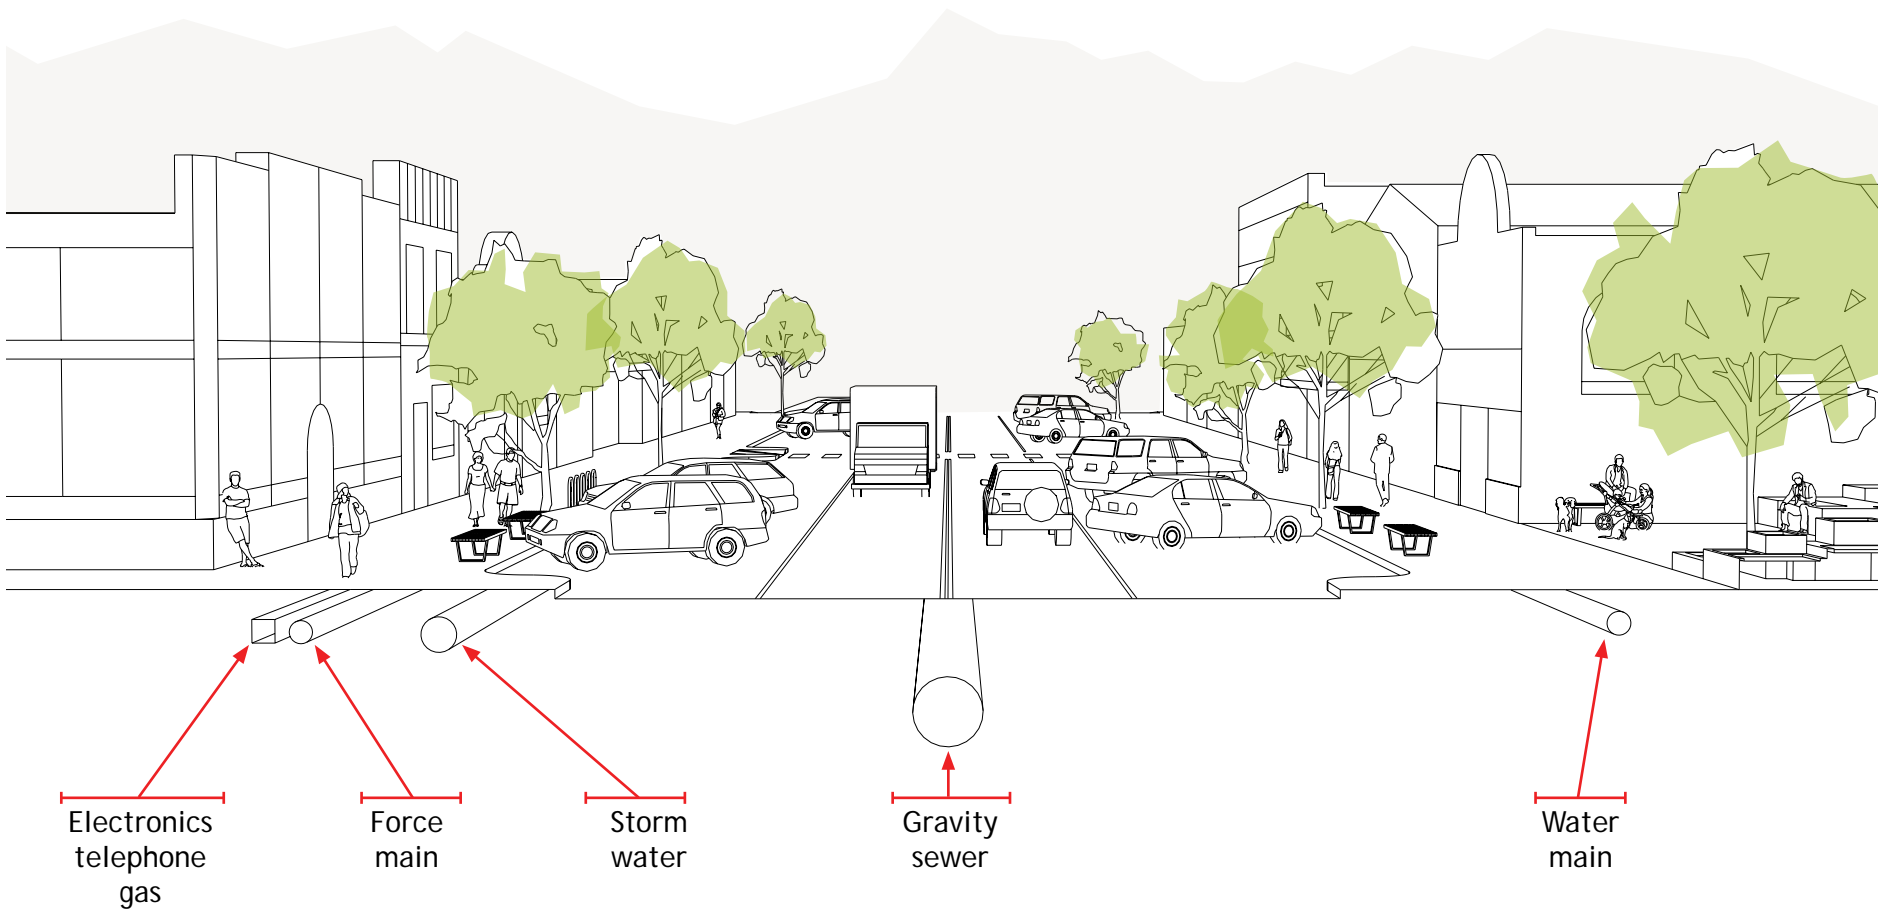 Electronics
telephone
gas
Force
main
Storm
water
Gravity
sewer
Water
main